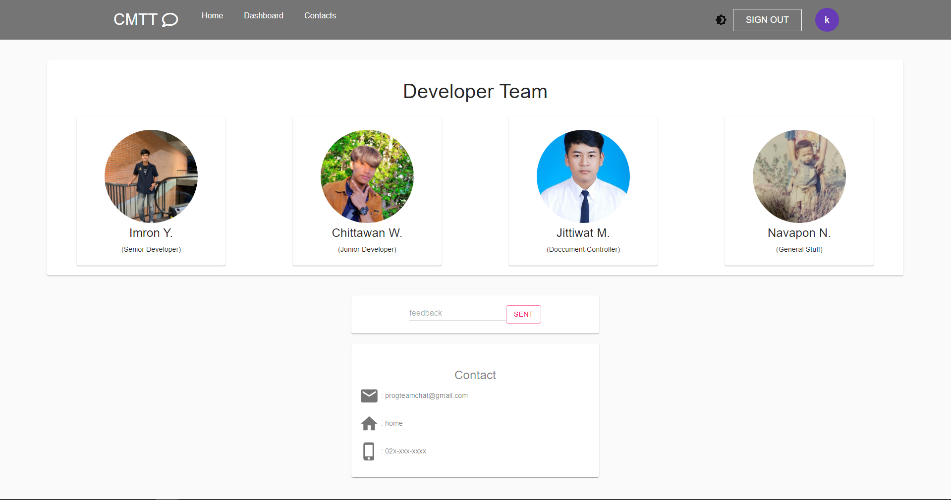 CMTT
Home Dashboard Contacts
SIGN OUT
k
Developer Team
Imron Y.
(Senior Developer)
Chittawan W.
(Junior Developer)
Jittiwat M.
(Doccument Controller)
Navapon N.
(General Stuff)
feedback
SENT
Contact
: progteamchat@gmail.com
: home
: 02x-xxx-xxxx